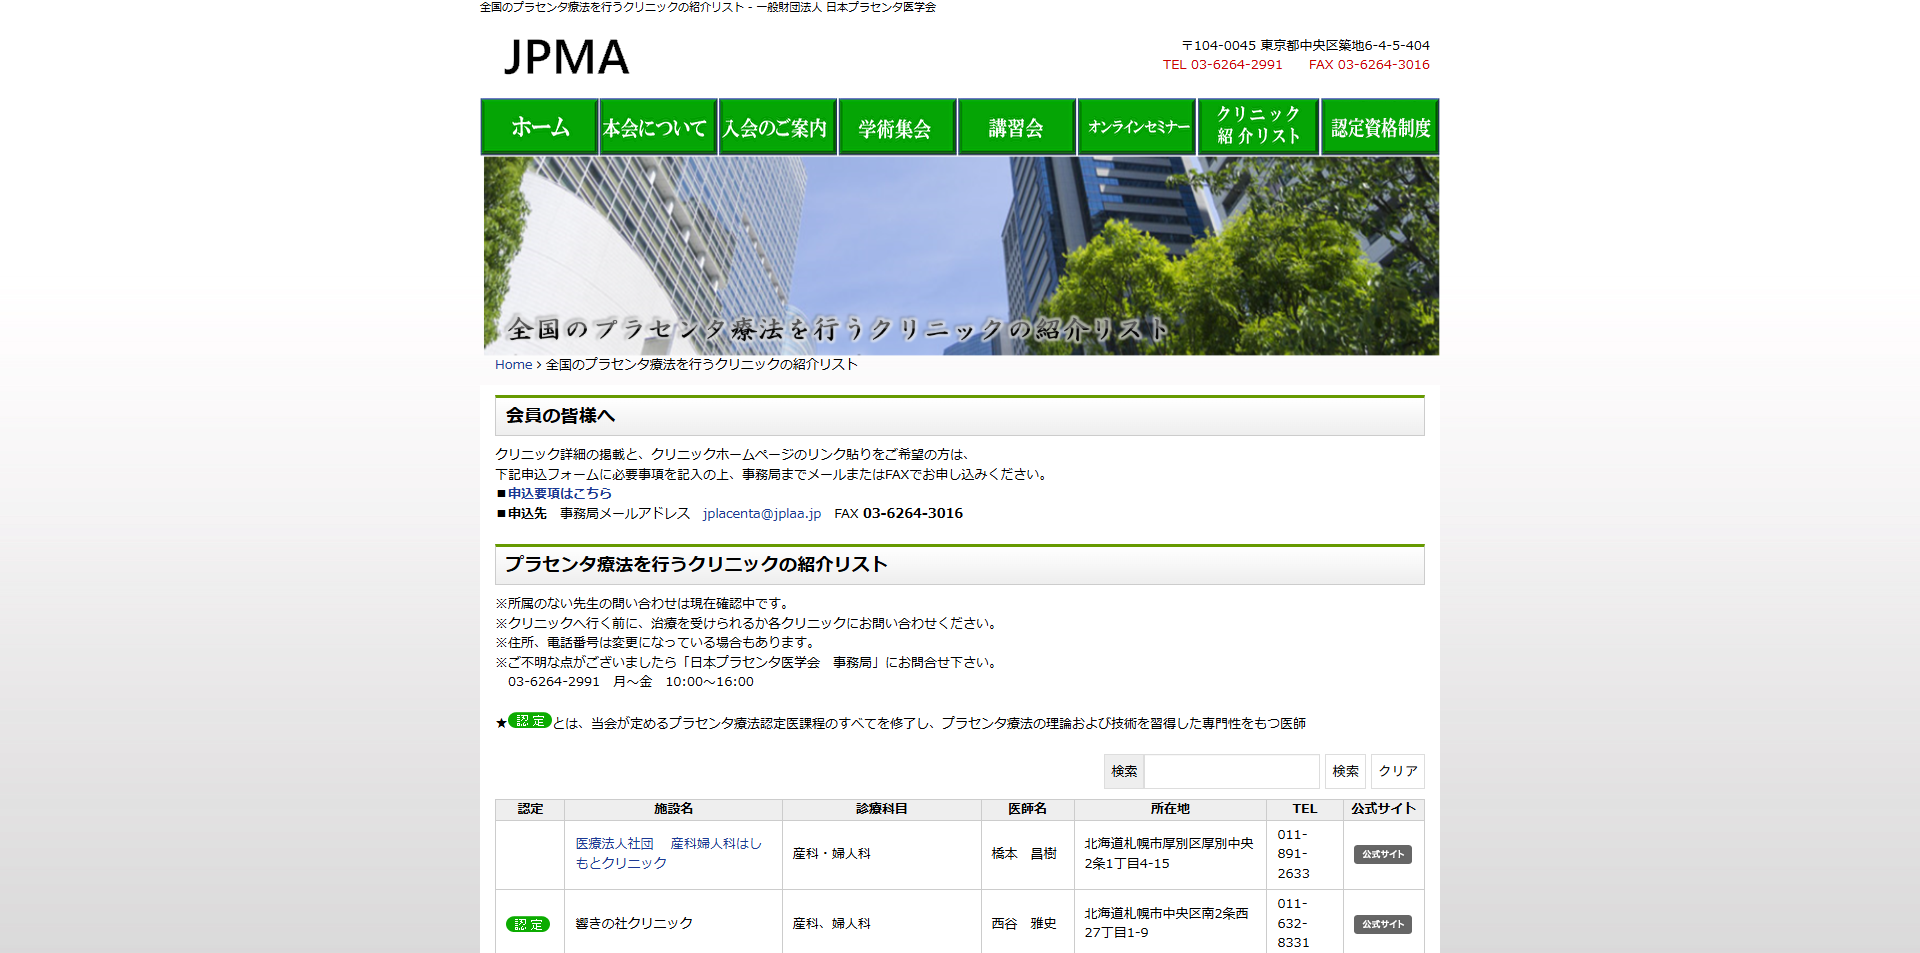 全国のプラセンタ療法を行うクリニックの紹介リスト - 一般財団法人 日本プラセンタ医学会
JPMA
〒104-0045 東京都中央区築地6-4-5-404
TEL 03-6264-2991　　FAX 03-6264-3016
ホーム 本会について 入会のご案内 学術集会 講習会 オンラインセミナー クリニック紹介リスト 認定資格制度
全国のプラセンタ療法を行うクリニックの紹介リスト
Home › 全国のプラセンタ療法を行うクリニックの紹介リスト
会員の皆様へ
クリニック詳細の掲載と、クリニックホームページのリンク貼りをご希望の方は、
下記申込フォームに必要事項を記入の上、事務局までメールまたはFAXでお申し込みください。
■申込要項はこちら
■申込先　事務局メールアドレス　jplacenta@jplaa.jp　FAX 03-6264-3016
プラセンタ療法を行うクリニックの紹介リスト
※所属のない先生の問い合わせは現在確認中です。
※クリニックへ行く前に、治療を受けられるか各クリニックにお問い合わせください。
※住所、電話番号は変更になっている場合もあります。
※ご不明な点がございましたら「日本プラセンタ医学会　事務局」にお問合せ下さい。
03-6264-2991　月～金　10:00～16:00
★認定とは、当会が定めるプラセンタ療法認定医課程のすべてを修了し、プラセンタ療法の理論および技術を習得した専門性をもつ医師
検索 検索 クリア
認定 施設名 診療科目 医師名 所在地 TEL 公式サイト
医療法人社団　産科婦人科はしもとクリニック 産科・婦人科 橋本　昌樹 北海道札幌市厚別区厚別中央2条1丁目4-15 011-891-2633 公式サイト
認定 響きの杜クリニック 産科、婦人科 西谷　雅史 北海道札幌市中央区南2条西27丁目1-9 011-632-8331 公式サイト